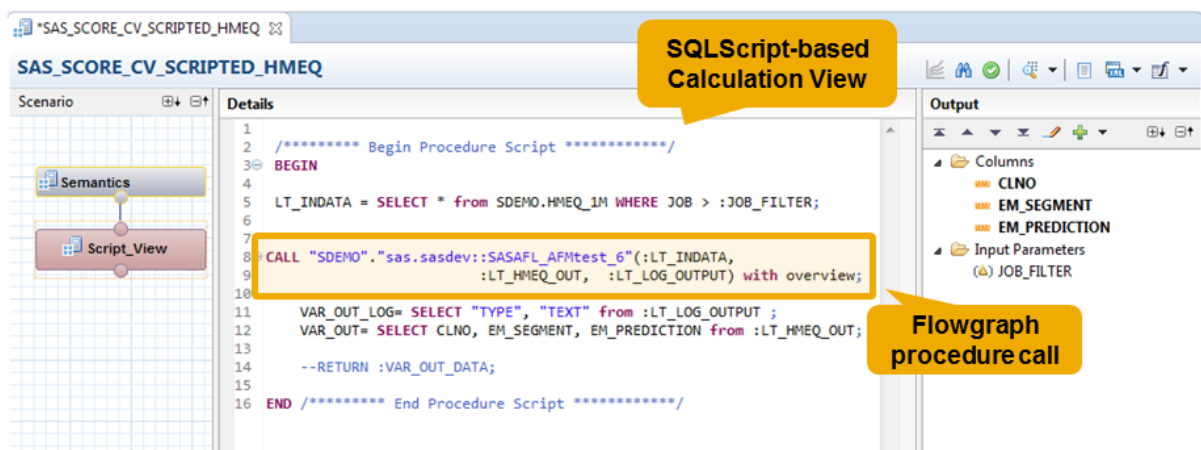 *SAS_SCORE_CV_SCRIPTED_HMEQ
SAS_SCORE_CV_SCRIPTED_HMEQ
SQLScript-based
Calculation View
Scenario
Details
Output
1
2 /********* Begin Procedure Script ************/
3 BEGIN
4
5 LT_INDATA = SELECT * from SDEMO.HMEQ_1M WHERE JOB > :JOB_FILTER;
6
7
8 CALL "SDEMO"."sas.sasdev::SASAFL_AFMtest_6"(:LT_INDATA,
9 :LT_HMEQ_OUT, :LT_LOG_OUTPUT) with overview;
10
11 VAR_OUT_LOG= SELECT "TYPE", "TEXT" from :LT_LOG_OUTPUT ;
12 VAR_OUT= SELECT CLNO, EM_SEGMENT, EM_PREDICTION from :LT_HMEQ_OUT;
13
14 --RETURN :VAR_OUT_DATA;
15
16 END /********* End Procedure Script ************/
Semantics
Script_View
Columns
CLNO
EM_SEGMENT
EM_PREDICTION
Input Parameters
JOB_FILTER
Flowgraph
procedure call